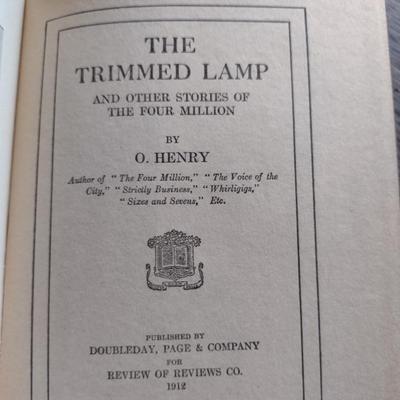 THE
TRIMMED LAMP
AND OTHER STORIES OF
THE FOUR MILLION
BY
O. HENRY
Author of "The Four Million," "The Voice of the
City," "Strictly Business," "Whirligigs,"
"Sizes and Sevens," Etc.
PUBLISHED BY
DOUBLEDAY, PAGE & COMPANY
FOR
REVIEW OF REVIEWS CO.
1912